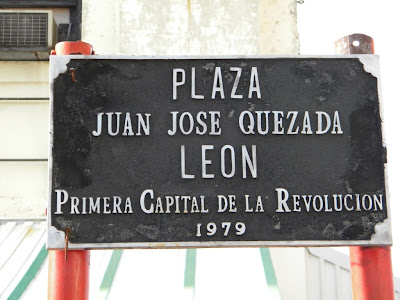 PLAZA
JUAN JOSE QUEZADA
LEON
PRIMERA CAPITAL DE LA REVOLUCION
1979